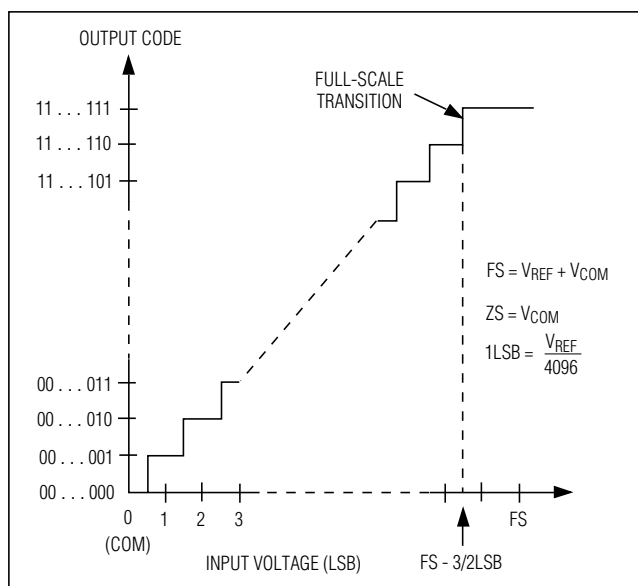 OUTPUT CODE
FULL-SCALE
TRANSITION
11 . . . 111
11 . . . 110
11 . . . 101
FS = VREF + VCOM
ZS = VCOM
1LSB = VREF
4096
00 . . . 011
00 . . . 010
00 . . . 001
00 . . . 000
0 1 2 3 FS
(COM)
INPUT VOLTAGE (LSB) FS - 3/2LSB